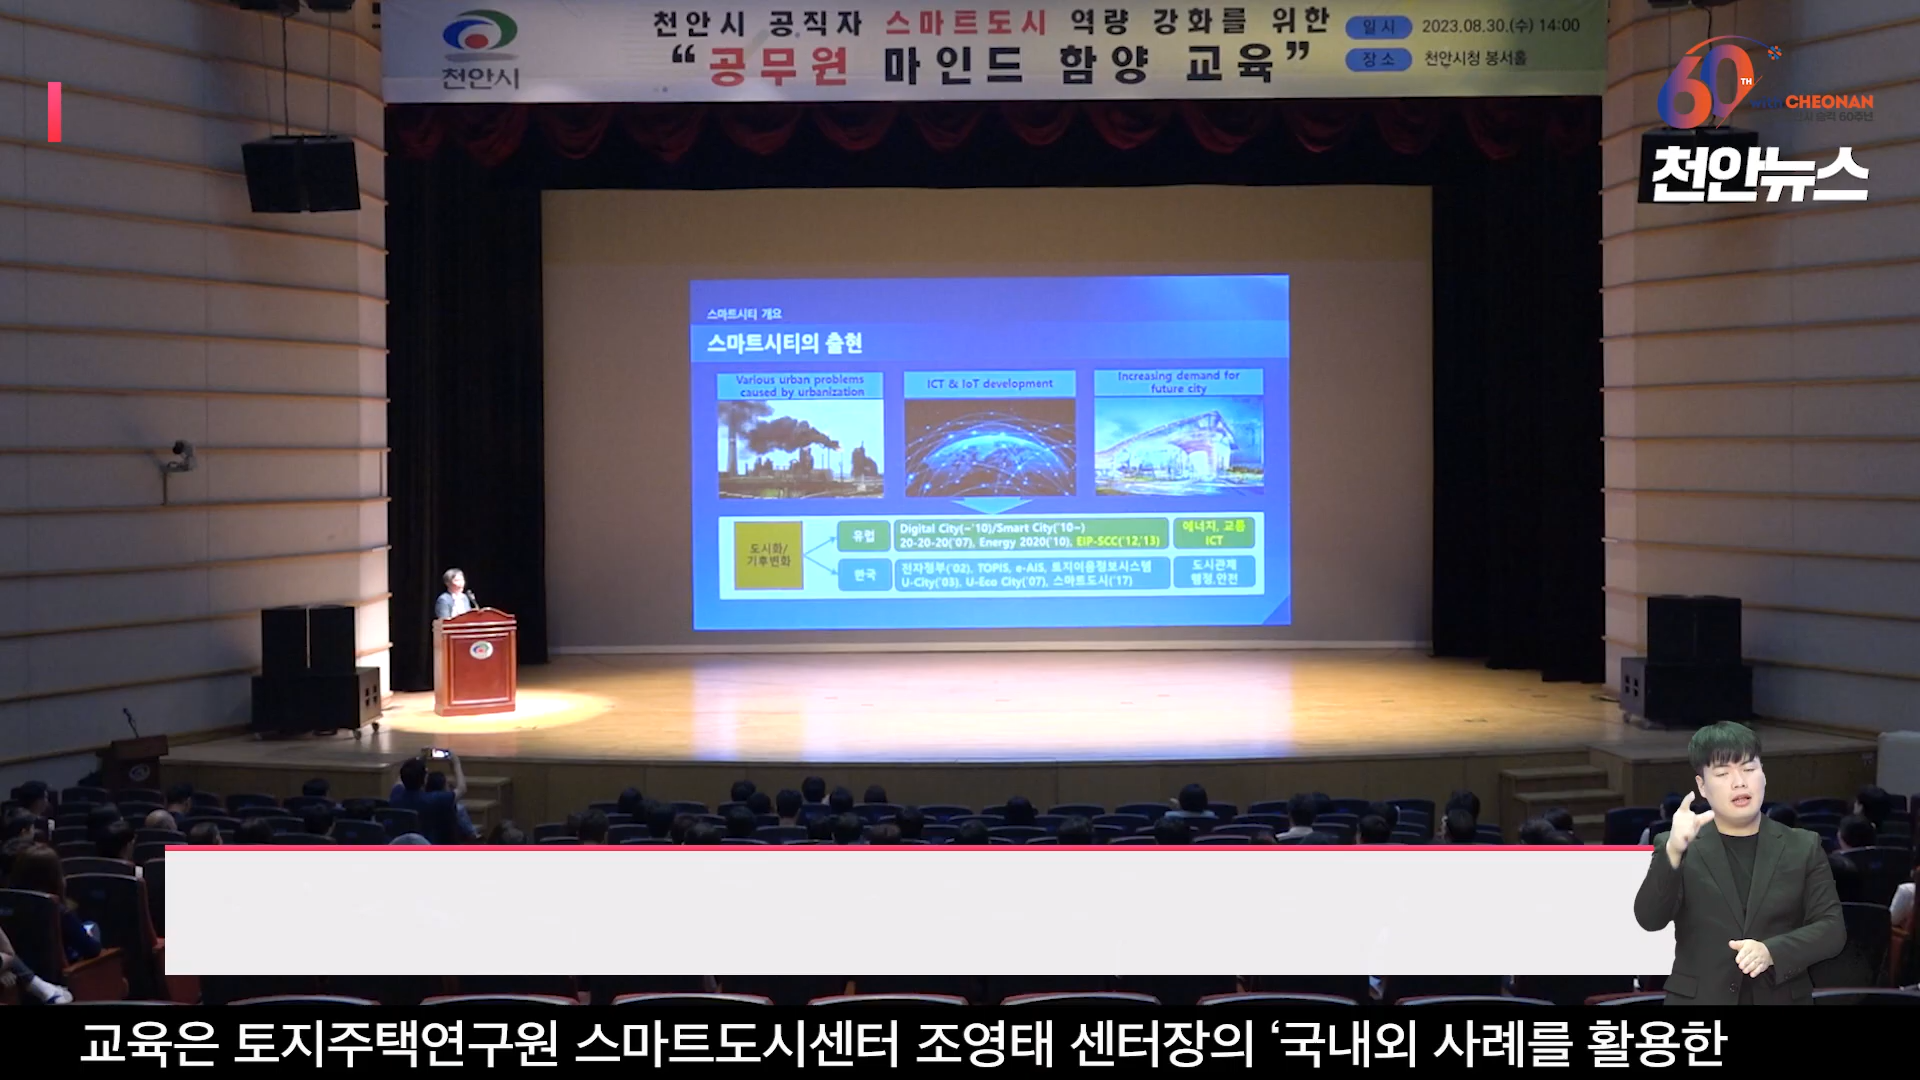 천안시 공직자 스마트도시 역량 강화를 위한
“공무원 마인드 함양 교육”
일시 2023.08.30.(수) 14:00
장소 천안시청 봉서홀
천안시
60TH
CHEONAN
천안뉴스
스마트시티 개요
스마트시티의 출현
Various urban problems
caused by urbanization
ICT & IoT development
Increasing demand for
future city
도시화/
기후변화
유럽
Digital City(~'10)/Smart City('10~)
20-20-20('07), Energy 2020('10), EIP-SCC('12,'13)
에너지, 교통
ICT
한국
전자정부('02), TOPIS, e-AIS, 토지이용정보시스템
U-City('03), U-Eco City('07), 스마트도시('17)
도시관제
행정,안전
교육은 토지주택연구원 스마트도시센터 조영태 센터장의 ‘국내외 사례를 활용한